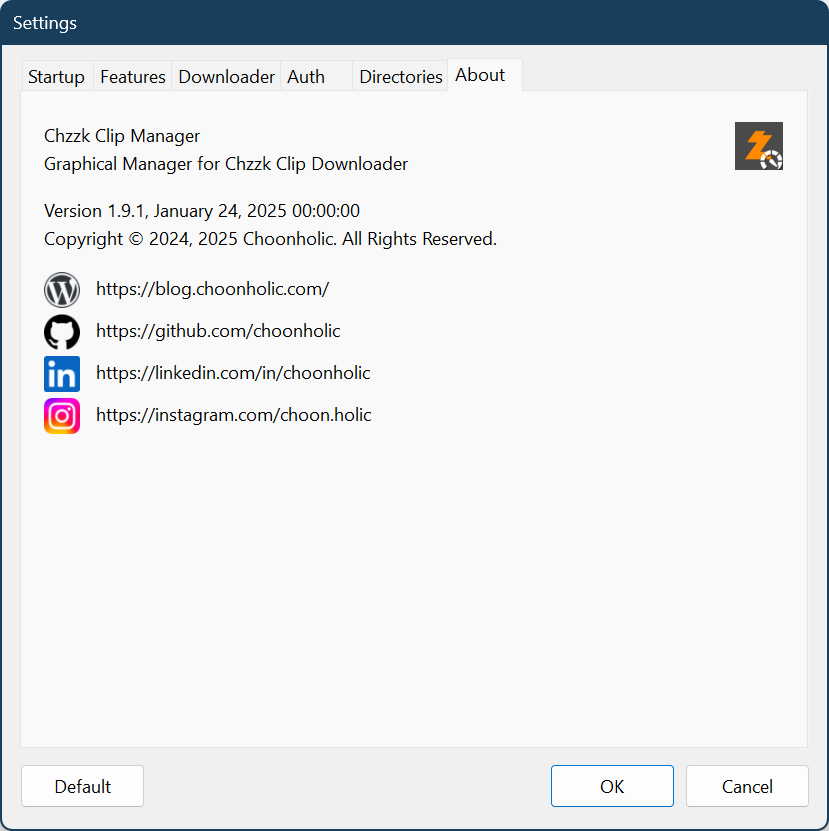 Settings
Startup Features Downloader Auth Directories About
Chzzk Clip Manager
Graphical Manager for Chzzk Clip Downloader
Version 1.9.1, January 24, 2025 00:00:00
Copyright © 2024, 2025 Choonholic. All Rights Reserved.
https://blog.choonholic.com/
https://github.com/choonholic
https://linkedin.com/in/choonholic
https://instagram.com/choon.holic
Default OK Cancel